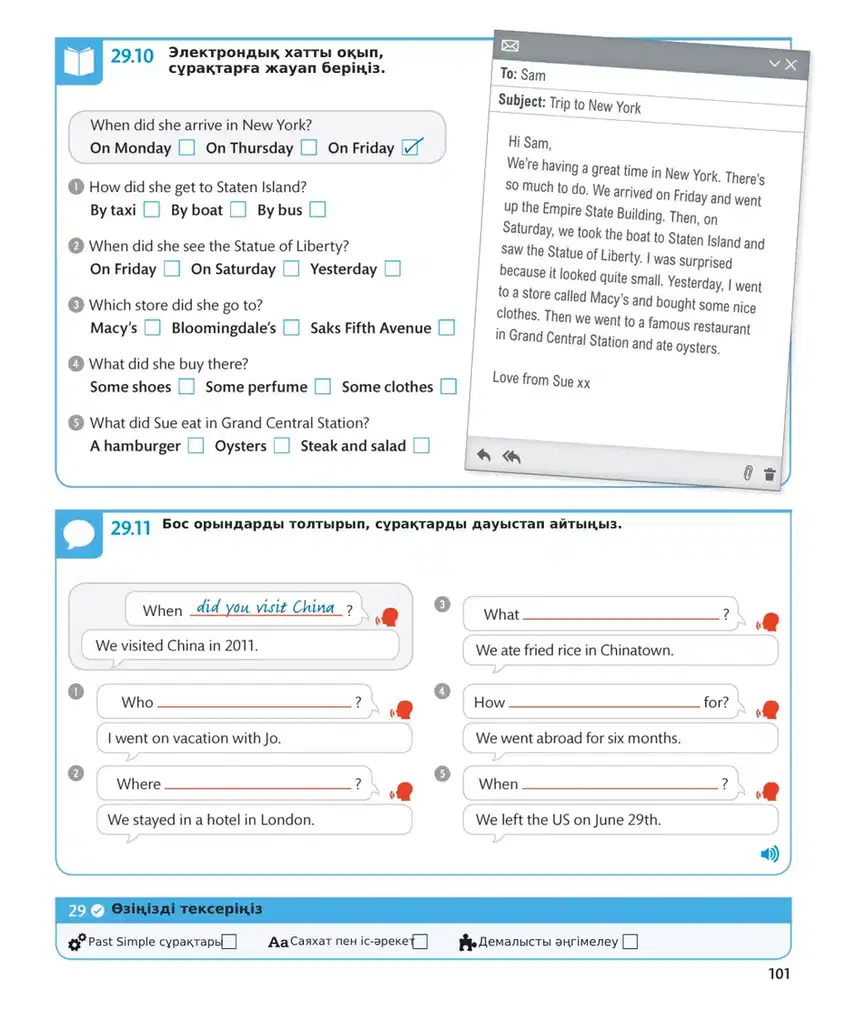 29.10 Электрондық хатты оқып,
сұрақтарға жауап беріңіз.
When did she arrive in New York?
On Monday On Thursday On Friday
1 How did she get to Staten Island?
By taxi By boat By bus
2 When did she see the Statue of Liberty?
On Friday On Saturday Yesterday
3 Which store did she go to?
Macy’s Bloomingdale’s Saks Fifth Avenue
4 What did she buy there?
Some shoes Some perfume Some clothes
5 What did Sue eat in Grand Central Station?
A hamburger Oysters Steak and salad
To: Sam
Subject: Trip to New York
Hi Sam,
We’re having a great time in New York. There’s
so much to do. We arrived on Friday and went
up the Empire State Building. Then, on
Saturday, we took the boat to Staten Island and
saw the Statue of Liberty. I was surprised
because it looked quite small. Yesterday, I went
to a store called Macy’s and bought some nice
clothes. Then we went to a famous restaurant
in Grand Central Station and ate oysters.
Love from Sue xx
29.11 Бос орындарды толтырып, сұрақтарды дауыстап айтыңыз.
When did you visit China ?
We visited China in 2011.
1 Who ?
I went on vacation with Jo.
2 Where ?
We stayed in a hotel in London.
3 What ?
We ate fried rice in Chinatown.
4 How for?
We went abroad for six months.
5 When ?
We left the US on June 29th.
29 Өзіңізді тексеріңіз
Past Simple сұрақтары Aa Саяхат пен іс-әрекет Демалысты әңгімелеу
101